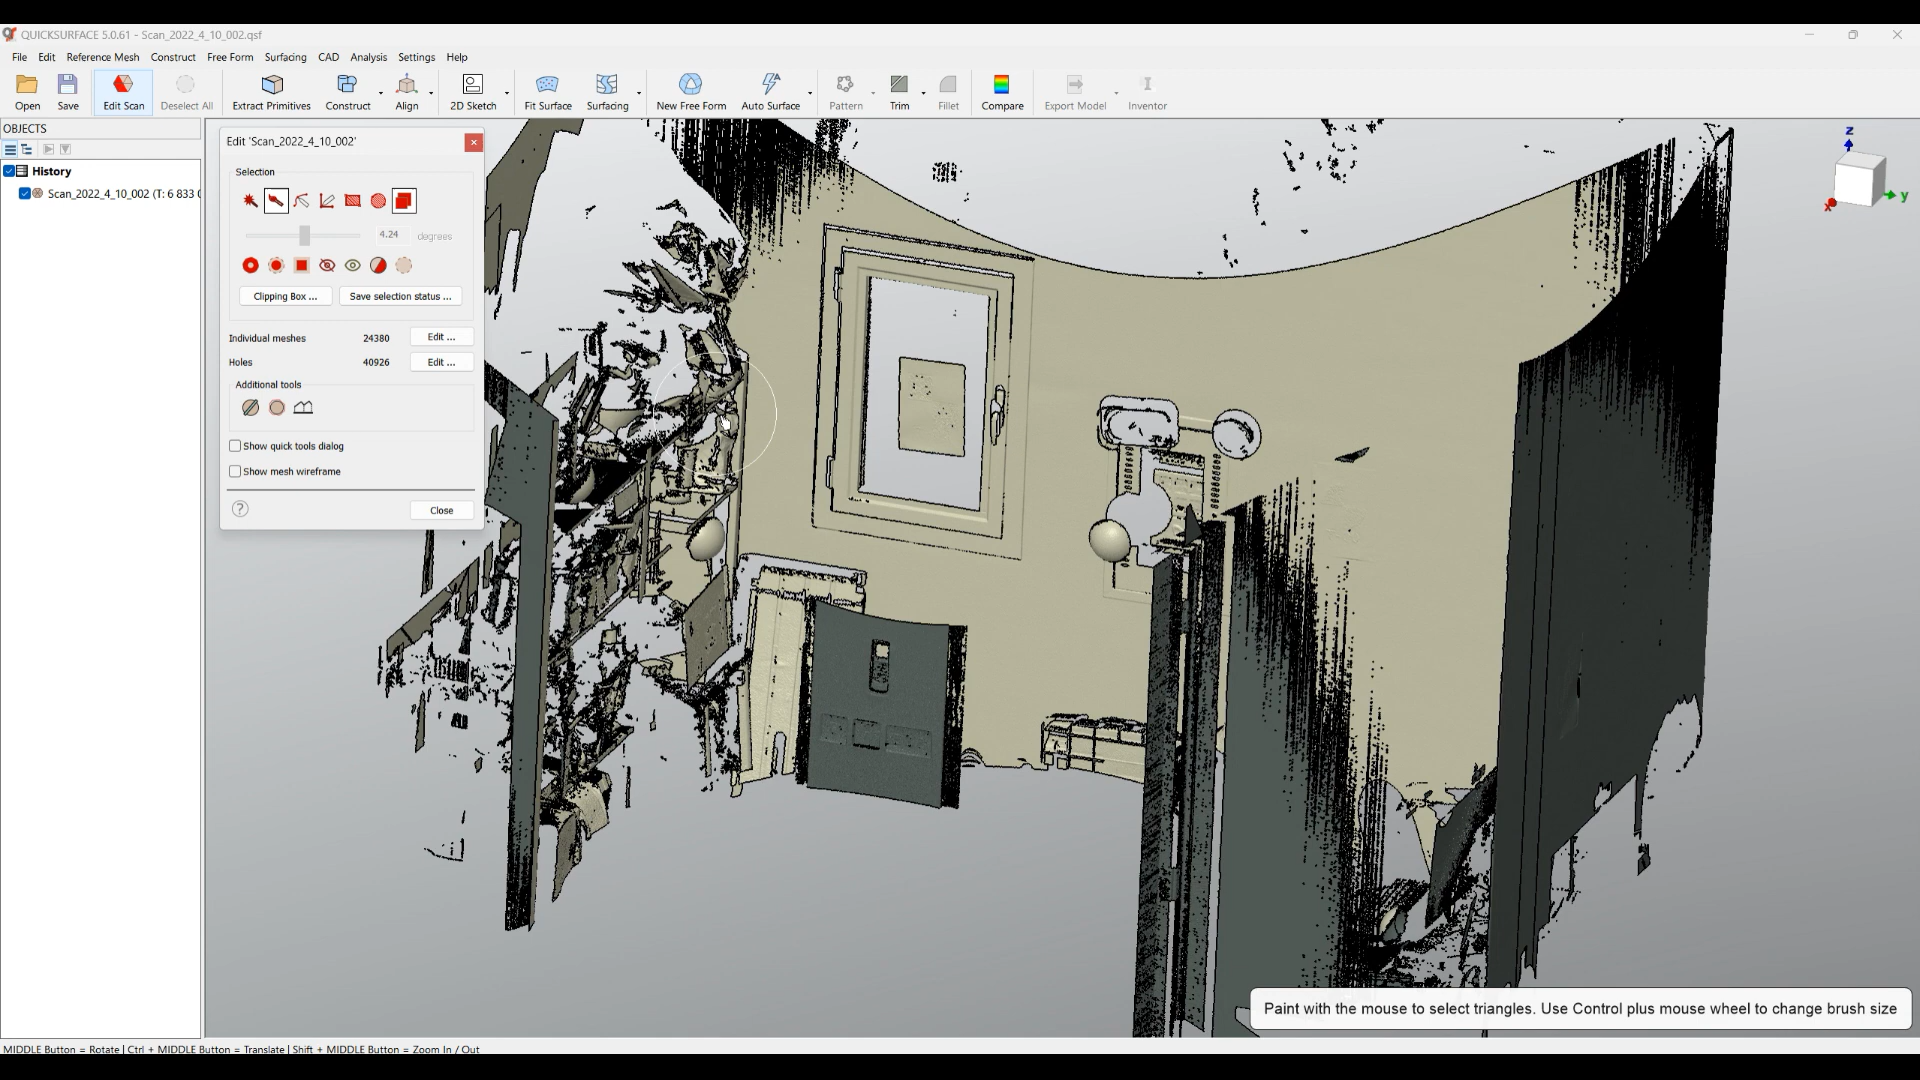 QUICKSURFACE 5.0.61 - Scan_2022_4_10_002.qsf
File Edit Reference Mesh Construct Free Form Surfacing CAD Analysis Settings Help
Open Save Edit Scan Deselect All Extract Primitives Construct Align 2D Sketch Fit Surface Surfacing New Free Form Auto Surface Pattern Trim Fillet Compare Export Model Inventor
OBJECTS
History
Scan_2022_4_10_002 (T: 6 833
Edit 'Scan_2022_4_10_002'
Selection
4.24 degrees
Clipping Box ... Save selection status ...
Individual meshes 24380 Edit ...
Holes 40926 Edit ...
Additional tools
Show quick tools dialog
Show mesh wireframe
? Close
z
y
x
Paint with the mouse to select triangles. Use Control plus mouse wheel to change brush size
MIDDLE Button = Rotate | Ctrl + MIDDLE Button = Translate | Shift + MIDDLE Button = Zoom In / Out